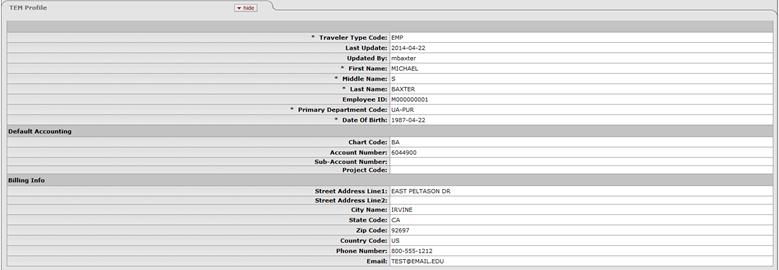 TEM Profile hide
* Traveler Type Code: EMP
Last Update: 2014-04-22
Updated By: mbaxter
* First Name: MICHAEL
* Middle Name: S
* Last Name: BAXTER
Employee ID: M000000001
* Primary Department Code: UA-PUR
* Date Of Birth: 1987-04-22
Default Accounting
Chart Code: BA
Account Number: 6044900
Sub-Account Number:
Project Code:
Billing Info
Street Address Line1: EAST PELTASON DR
Street Address Line2:
City Name: IRVINE
State Code: CA
Zip Code: 92697
Country Code: US
Phone Number: 800-555-1212
Email: TEST@EMAIL.EDU